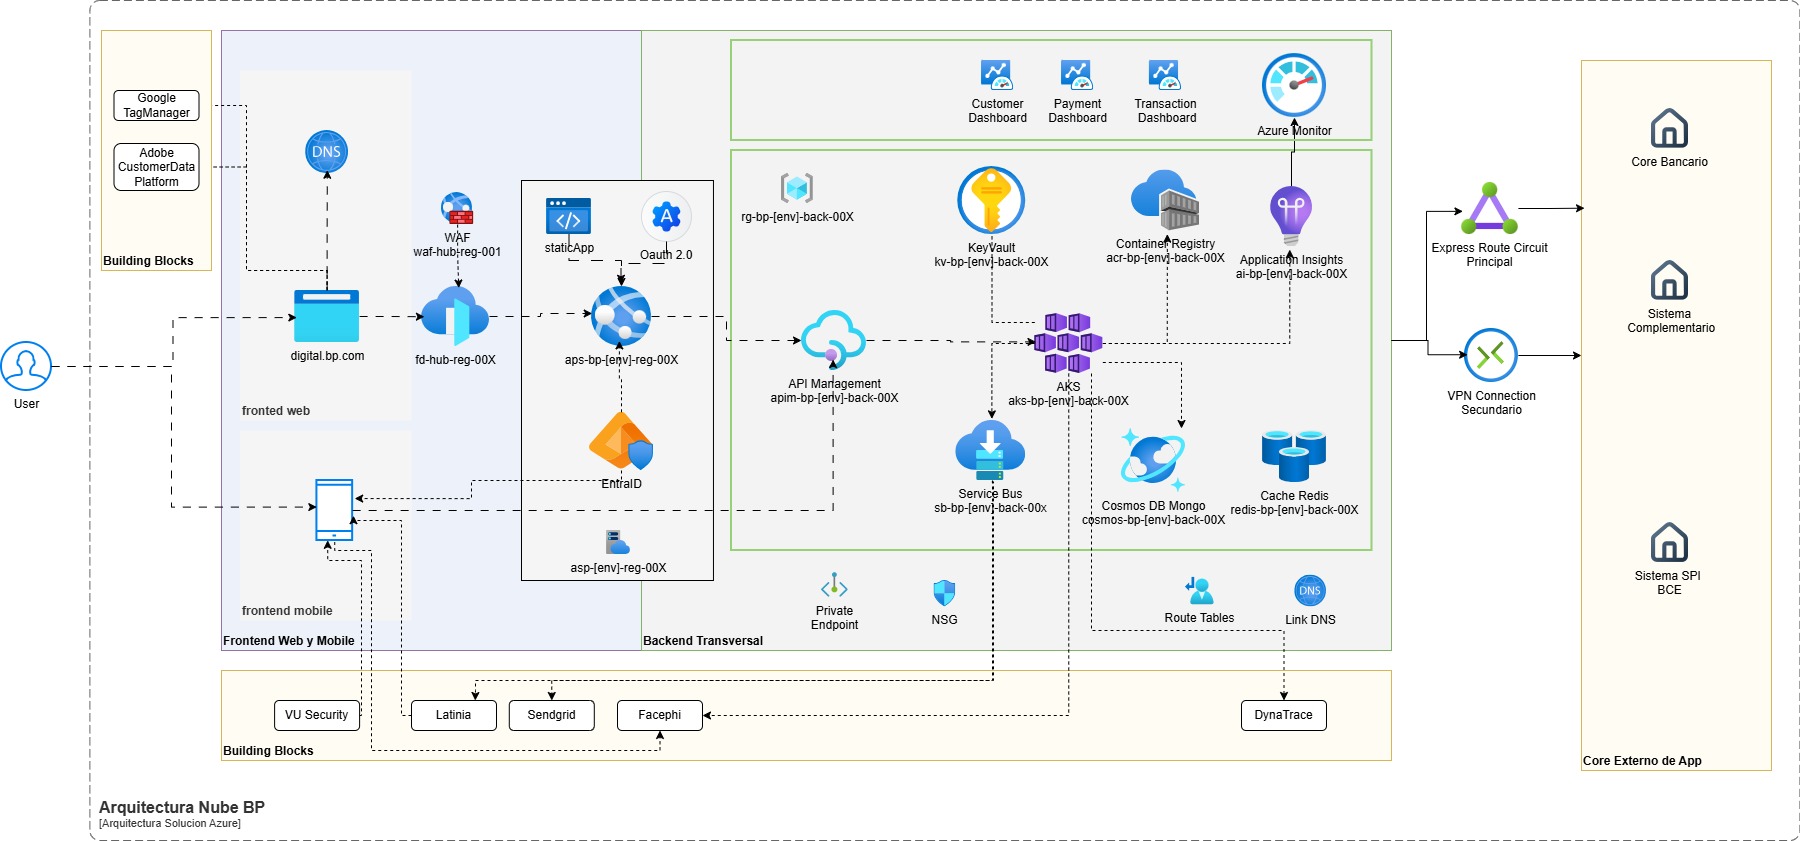 Google
TagManager
Adobe
CustomerData
Platform
Building Blocks
User
DNS
digital.bp.com
fronted web
frontend mobile
Frontend Web y Mobile
WAF
waf-hub-reg-001
fd-hub-reg-00X
staticApp
A
Oauth 2.0
aps-bp-[env]-reg-00X
EntraID
asp-[env]-reg-00X
Backend Transversal
Customer
Dashboard
Payment
Dashboard
Transaction
Dashboard
Azure Monitor
rg-bp-[env]-back-00X
KeyVault
kv-bp-[env]-back-00X
Container Registry
acr-bp-[env]-back-00X
Application Insights
ai-bp-[env]-back-00X
API Management
apim-bp-[env]-back-00X
AKS
aks-bp-[env]-back-00X
Service Bus
sb-bp-[env]-back-00x
Cosmos DB Mongo
cosmos-bp-[env]-back-00X
Cache Redis
redis-bp-[env]-back-00X
Private
Endpoint
NSG
Route Tables
DNS
Link DNS
VU Security
Latinia
Sendgrid
Facephi
DynaTrace
Building Blocks
Express Route Circuit
Principal
VPN Connection
Secundario
Core Bancario
Sistema
Complementario
Sistema SPI
BCE
Core Externo de App
Arquitectura Nube BP
[Arquitectura Solucion Azure]